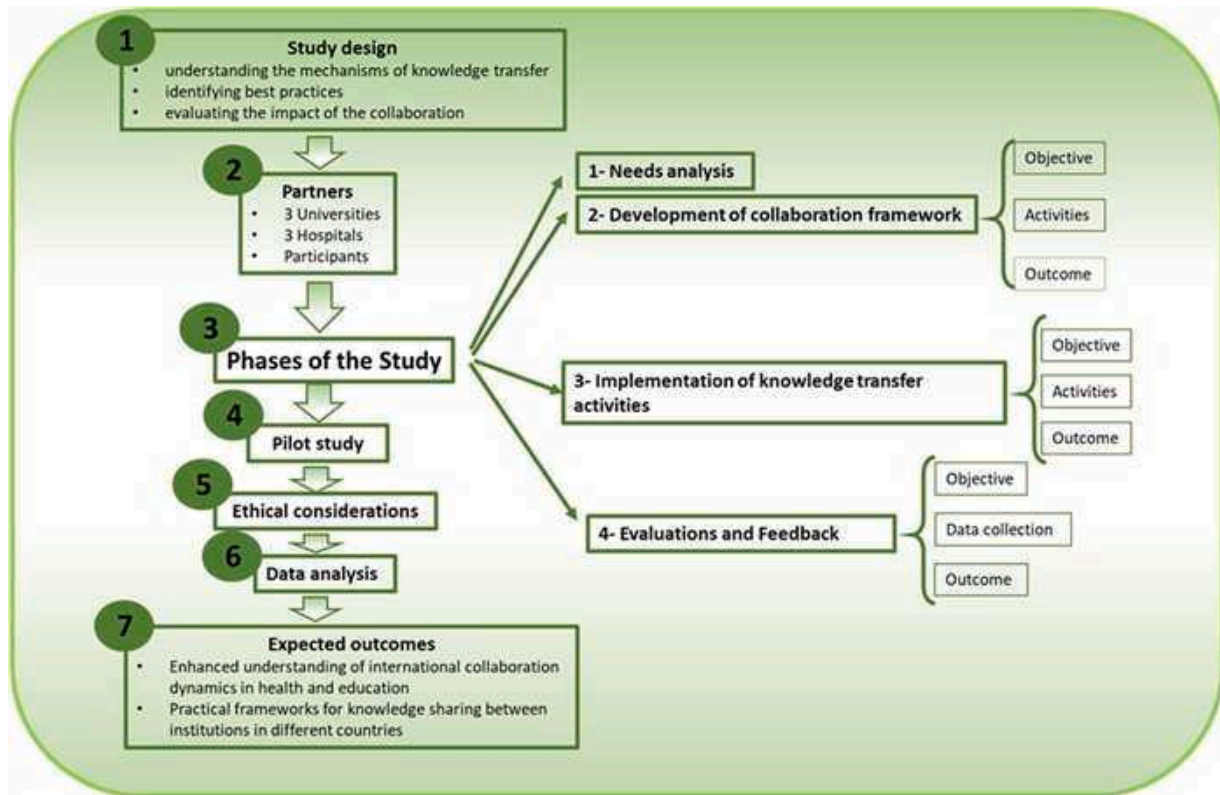 1
Study design
• understanding the mechanisms of knowledge transfer
• identifying best practices
• evaluating the impact of the collaboration
2
Partners
• 3 Universities
• 3 Hospitals
• Participants
3
Phases of the Study
4
Pilot study
5
Ethical considerations
6
Data analysis
7
Expected outcomes
• Enhanced understanding of international collaboration
dynamics in health and education
• Practical frameworks for knowledge sharing between
institutions in different countries
1- Needs analysis
2- Development of collaboration framework
Objective
Activities
Outcome
3- Implementation of knowledge transfer
activities
Objective
Activities
Outcome
4- Evaluations and Feedback
Objective
Data collection
Outcome